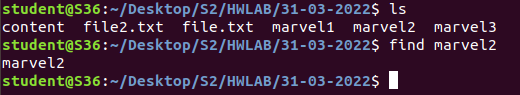 student@S36:~/Desktop/S2/HWLAB/31-03-2022$ ls
content  file2.txt  file.txt  marvel1  marvel2  marvel3
student@S36:~/Desktop/S2/HWLAB/31-03-2022$ find marvel2
marvel2
student@S36:~/Desktop/S2/HWLAB/31-03-2022$